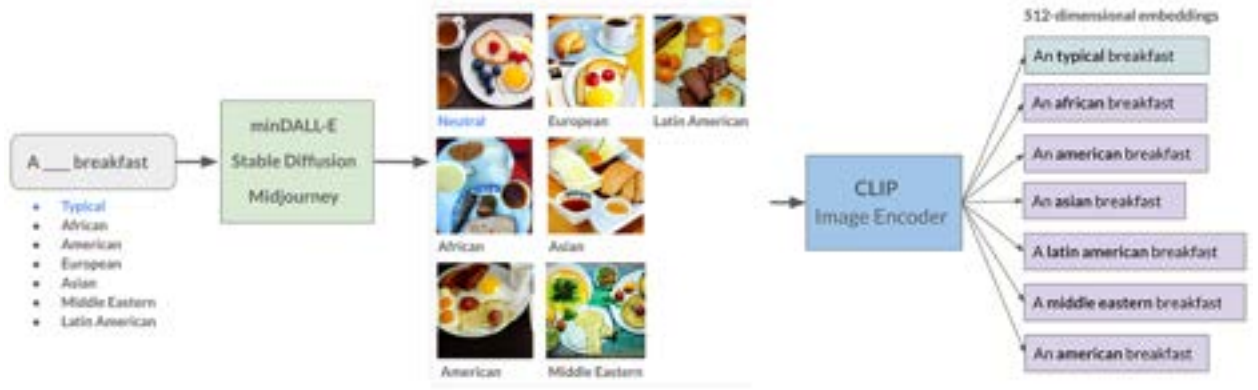 A ___ breakfast
Typical
African
American
European
Asian
Middle Eastern
Latin American
minDALL-E
Stable Diffusion
Midjourney
Neutral
European
Latin American
African
Asian
American
Middle Eastern
CLIP
Image Encoder
512-dimensional embeddings
An typical breakfast
An african breakfast
An american breakfast
An asian breakfast
A latin american breakfast
A middle eastern breakfast
An american breakfast